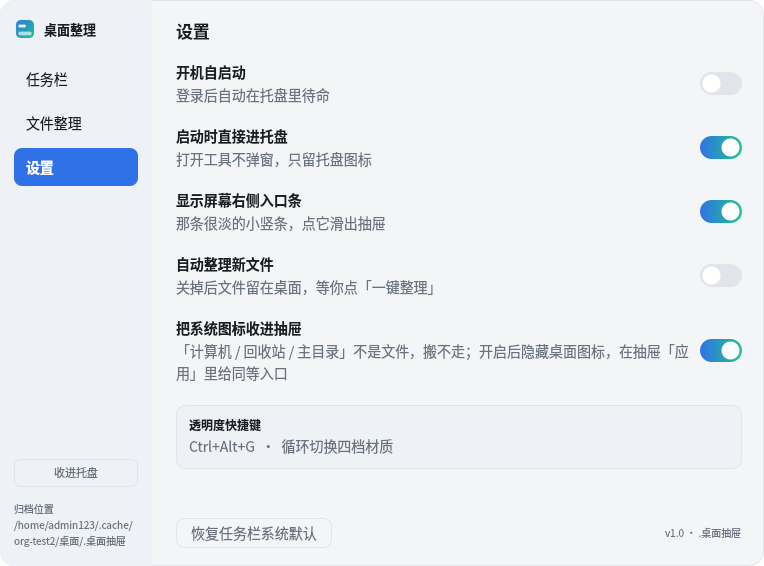 桌面整理
任务栏
文件整理
设置
收进托盘
归档位置
/home/admin123/.cache/
org-test2/桌面/.桌面抽屉
设置
开机自启动
登录后自动在托盘里待命
启动时直接进托盘
打开工具不弹窗，只留托盘图标
显示屏幕右侧入口条
那条很淡的小竖条，点它滑出抽屉
自动整理新文件
关掉后文件留在桌面，等你点「一键整理」
把系统图标收进抽屉
「计算机 / 回收站 / 主目录」不是文件，搬不走；开启后隐藏桌面图标，在抽屉「应
用」里给同等入口
透明度快捷键
Ctrl+Alt+G · 循环切换四档材质
恢复任务栏系统默认
v1.0 · .桌面抽屉